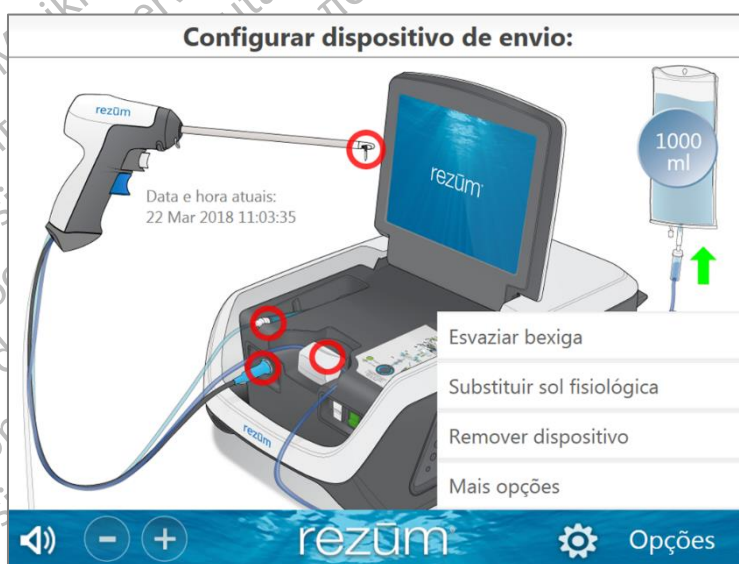 Configurar dispositivo de envio:
rezūm
rezūm
1000
ml
Data e hora atuais:
22 Mar 2018 11:03:35
rezūm
Esvaziar bexiga
Substituir sol fisiológica
Remover dispositivo
Mais opções
- +
rezūm
Opções